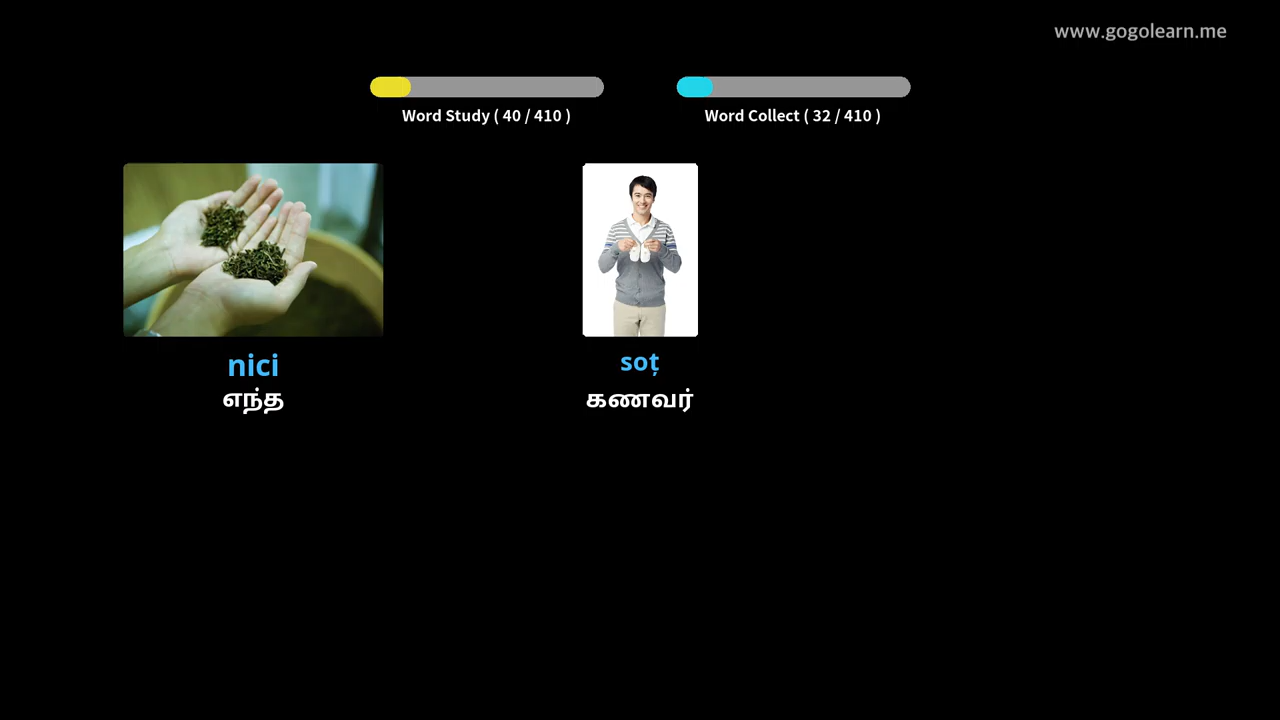 www.gogolearn.me
Word Study ( 40 / 410 )
Word Collect ( 32 / 410 )
nici
எந்த
soț
கணவர்